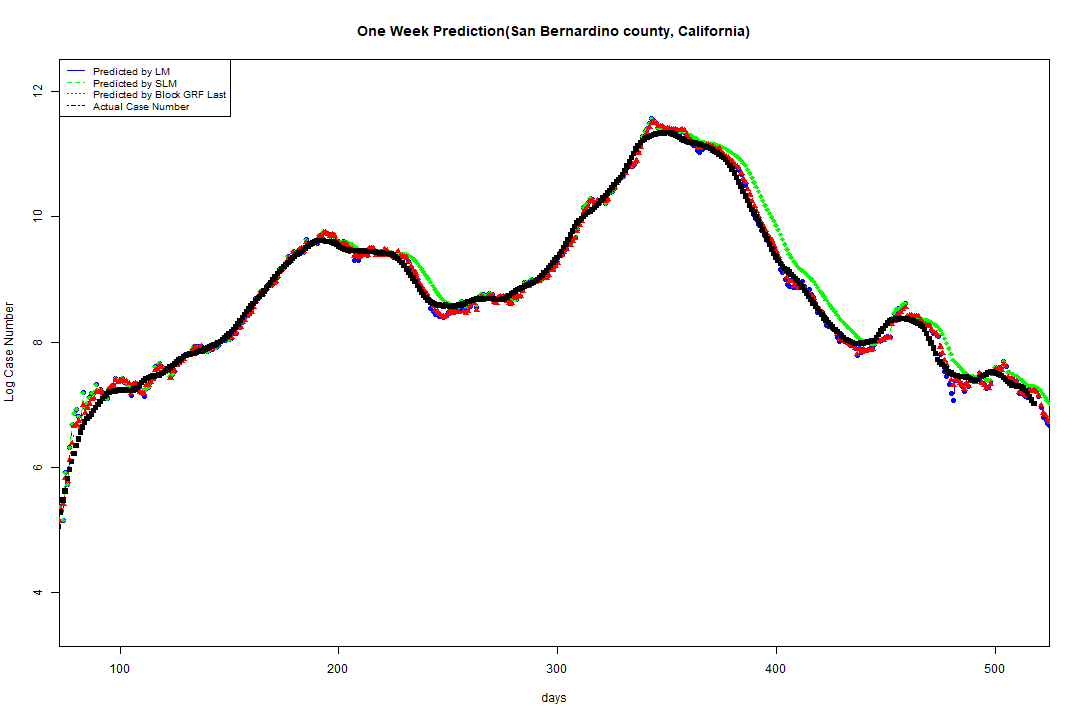 One Week Prediction(San Bernardino county, California)
Predicted by LM
Predicted by SLM
Predicted by Block GRF Last
Actual Case Number
12
10
8
6
4
Log Case Number
100 200 300 400 500
days